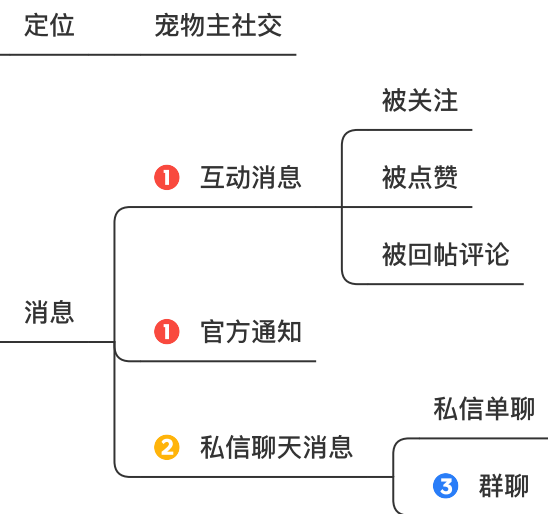 定位 宠物主社交
被关注
1 互动消息 被点赞
被回帖评论
消息
1 官方通知
私信单聊
2 私信聊天消息
3 群聊